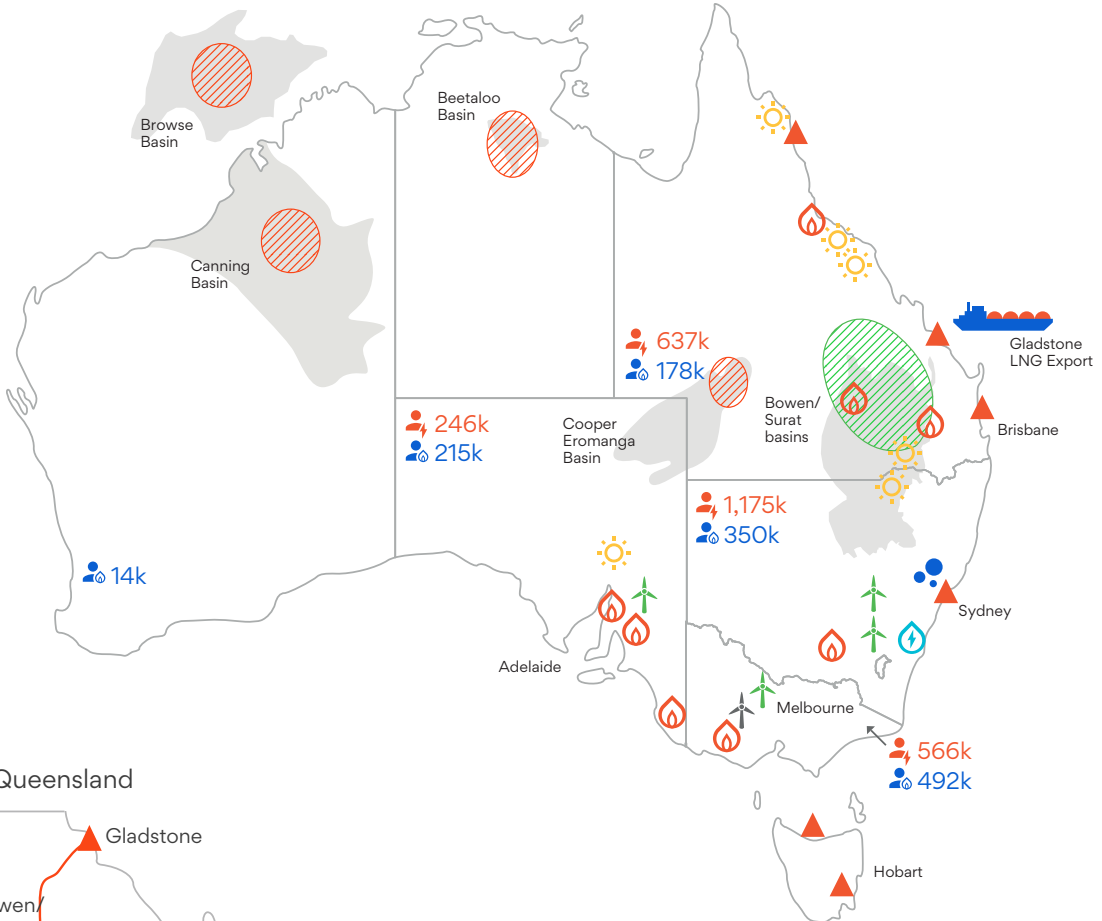 Browse
Basin
Beetaloo
Basin
Canning
Basin
637k
178k
Gladstone
LNG Export
246k
215k
Cooper
Eromanga
Basin
Bowen/
Surat
basins
Brisbane
1,175k
350k
14k
Sydney
Adelaide
Melbourne
566k
492k
Queensland
Gladstone
Hobart
wen/